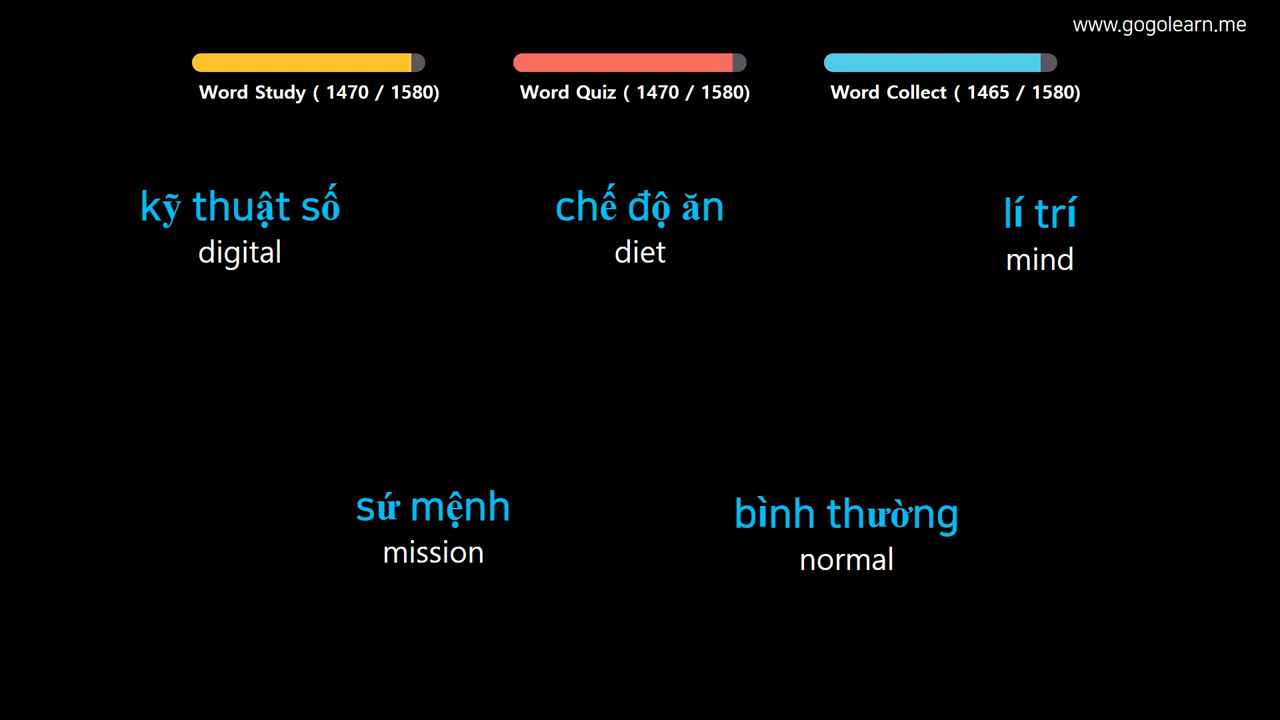 www.gogolearn.me
Word Study ( 1470 / 1580)
Word Quiz ( 1470 / 1580)
Word Collect ( 1465 / 1580)
kỹ thuật số
digital
chế độ ăn
diet
lí trí
mind
sứ mệnh
mission
bình thường
normal